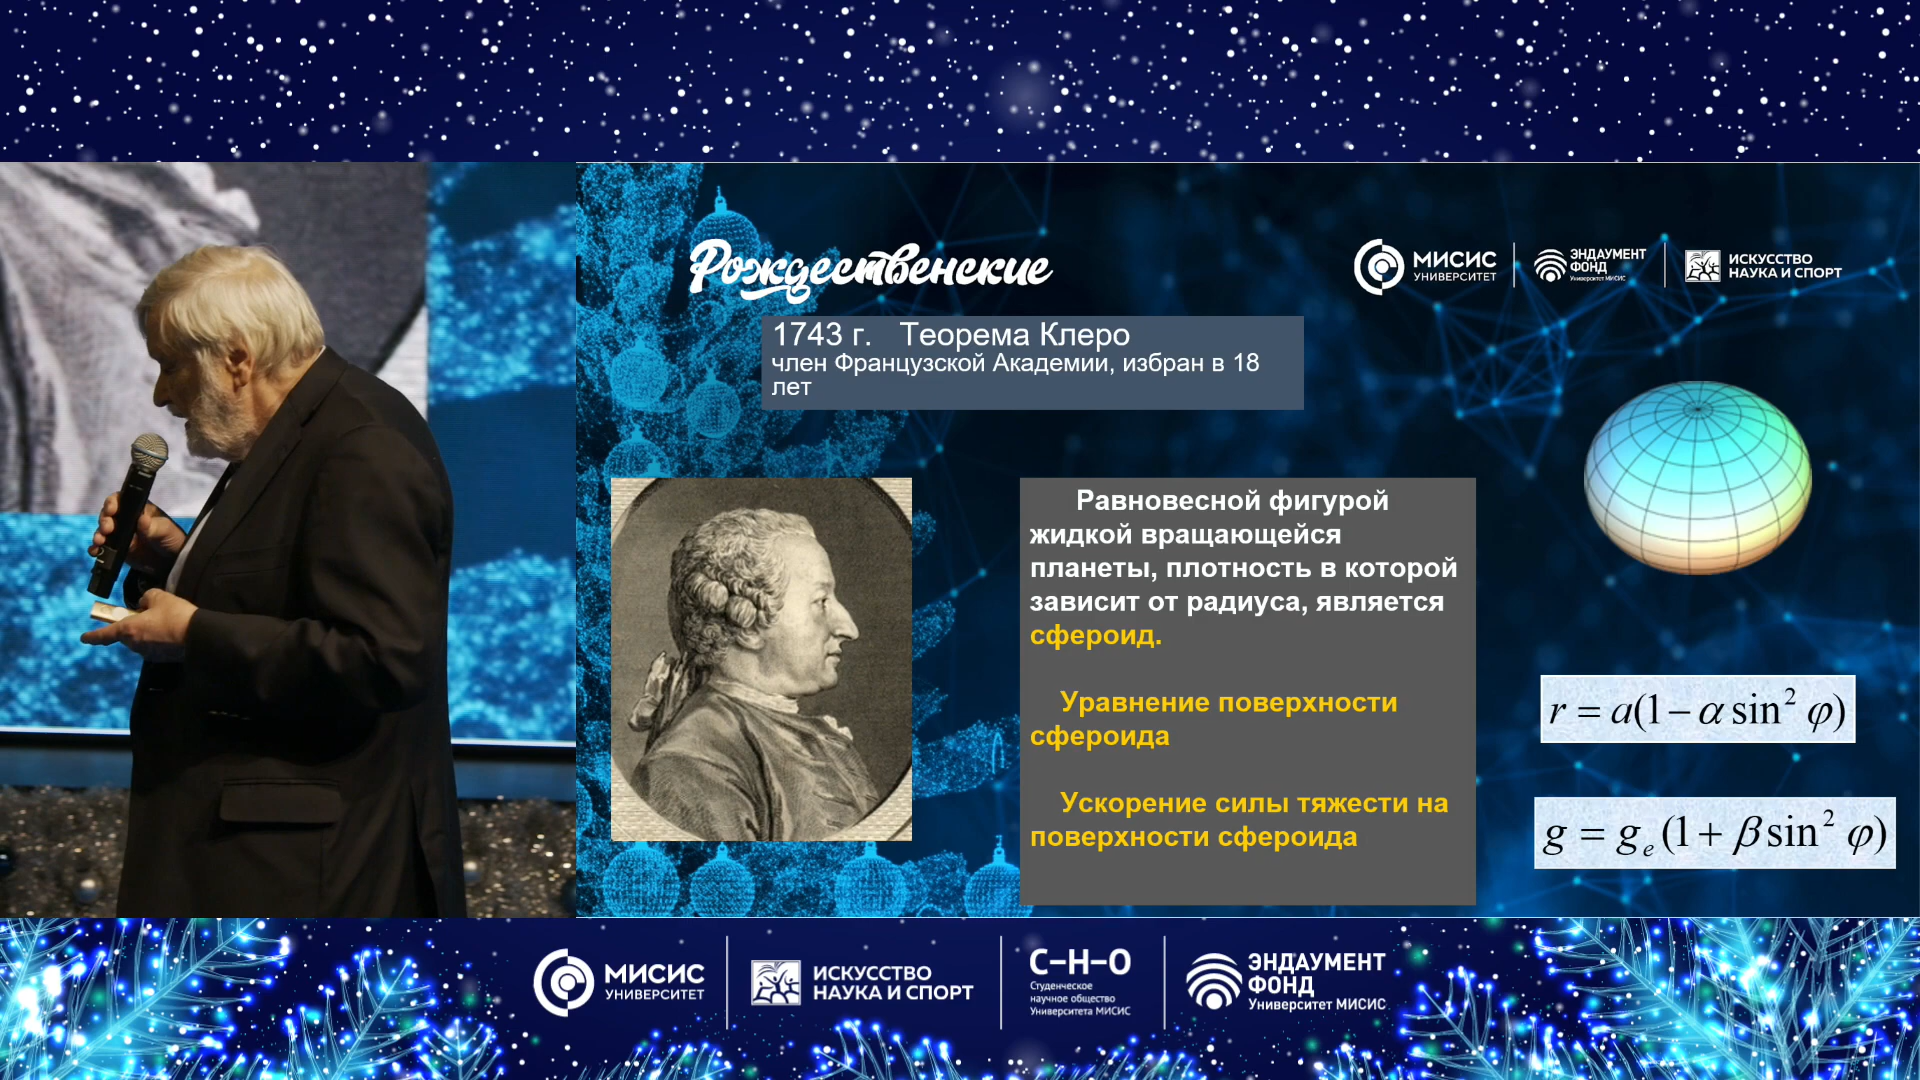 Рождественские
МИСИС
УНИВЕРСИТЕТ
ЭНДАУМЕНТ
ФОНД
Университет МИСИС
ИСКУССТВО
НАУКА И СПОРТ
1743 г. Теорема Клеро
член Французской Академии, избран в 18
лет
Равновесной фигурой
жидкой вращающейся
планеты, плотность в которой
зависит от радиуса, является
сфероид.
Уравнение поверхности
сфероида
Ускорение силы тяжести на
поверхности сфероида
r = a(1 − α sin² φ)
g = gₑ(1 + β sin² φ)
МИСИС
УНИВЕРСИТЕТ
ИСКУССТВО
НАУКА И СПОРТ
С–Н–О
Студенческое
научное общество
Университета МИСИС
ЭНДАУМЕНТ
ФОНД
Университет МИСИС